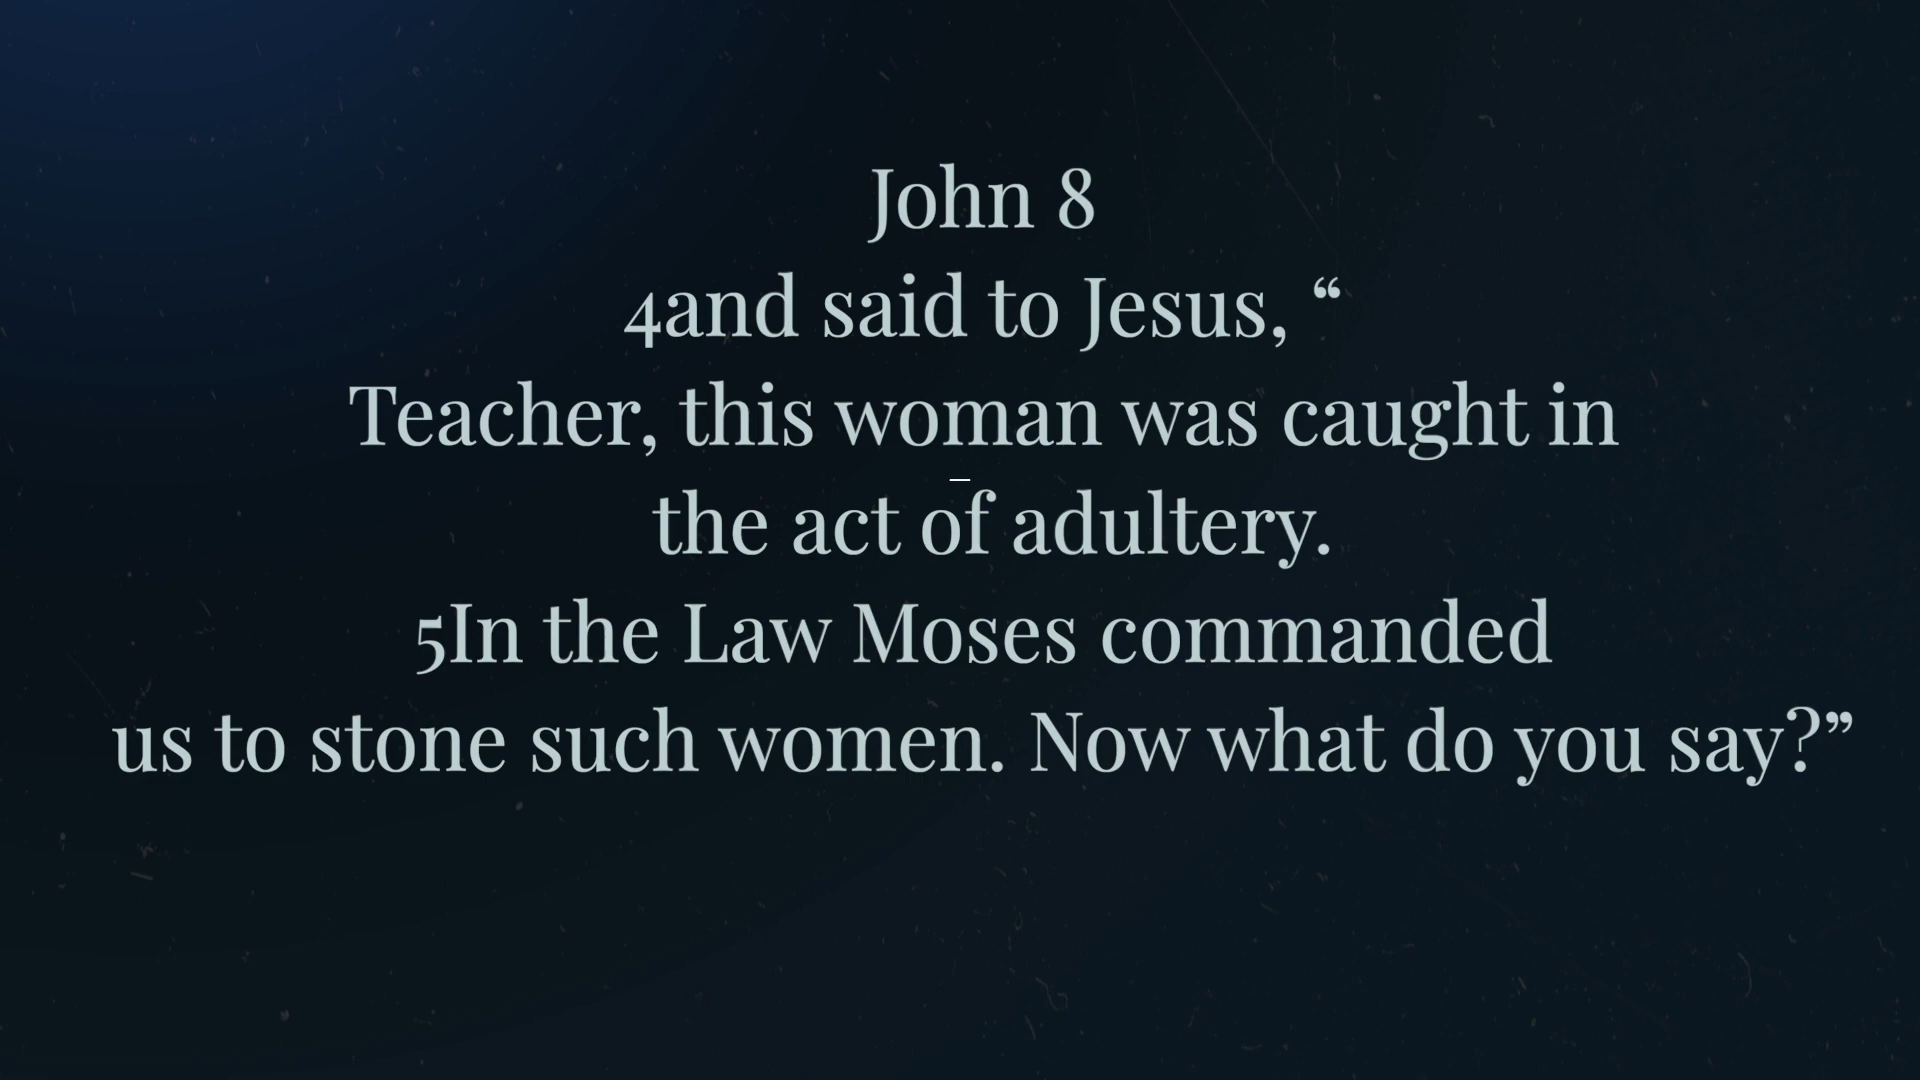 John 8
4and said to Jesus, “
Teacher, this woman was caught in
the act of adultery.
5In the Law Moses commanded
us to stone such women. Now what do you say?”